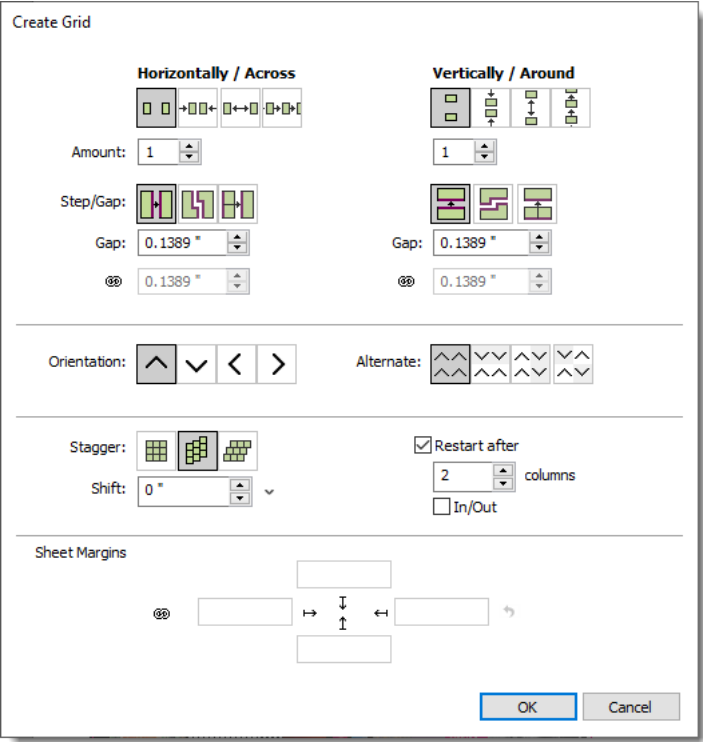 Create Grid
Horizontally / Across
Vertically / Around
Amount: 1
1
Step/Gap:
Gap: 0.1389 "
Gap: 0.1389 "
0.1389 "
0.1389 "
Orientation:
Alternate:
Stagger:
Restart after
Shift: 0 "
2 columns
In/Out
Sheet Margins
OK
Cancel